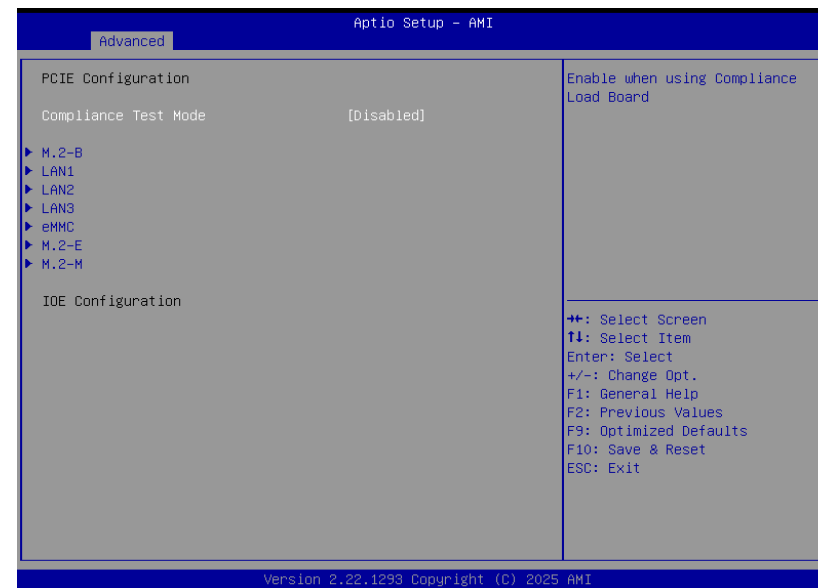 Aptio Setup – AMI
Advanced
PCIE Configuration
Compliance Test Mode [Disabled]
M.2-B
LAN1
LAN2
LAN3
eMMC
M.2-E
M.2-M
IOE Configuration
Enable when using Compliance
Load Board
→←: Select Screen
↑↓: Select Item
Enter: Select
+/-: Change Opt.
F1: General Help
F2: Previous Values
F9: Optimized Defaults
F10: Save & Reset
ESC: Exit
Version 2.22.1293 Copyright (C) 2025 AMI